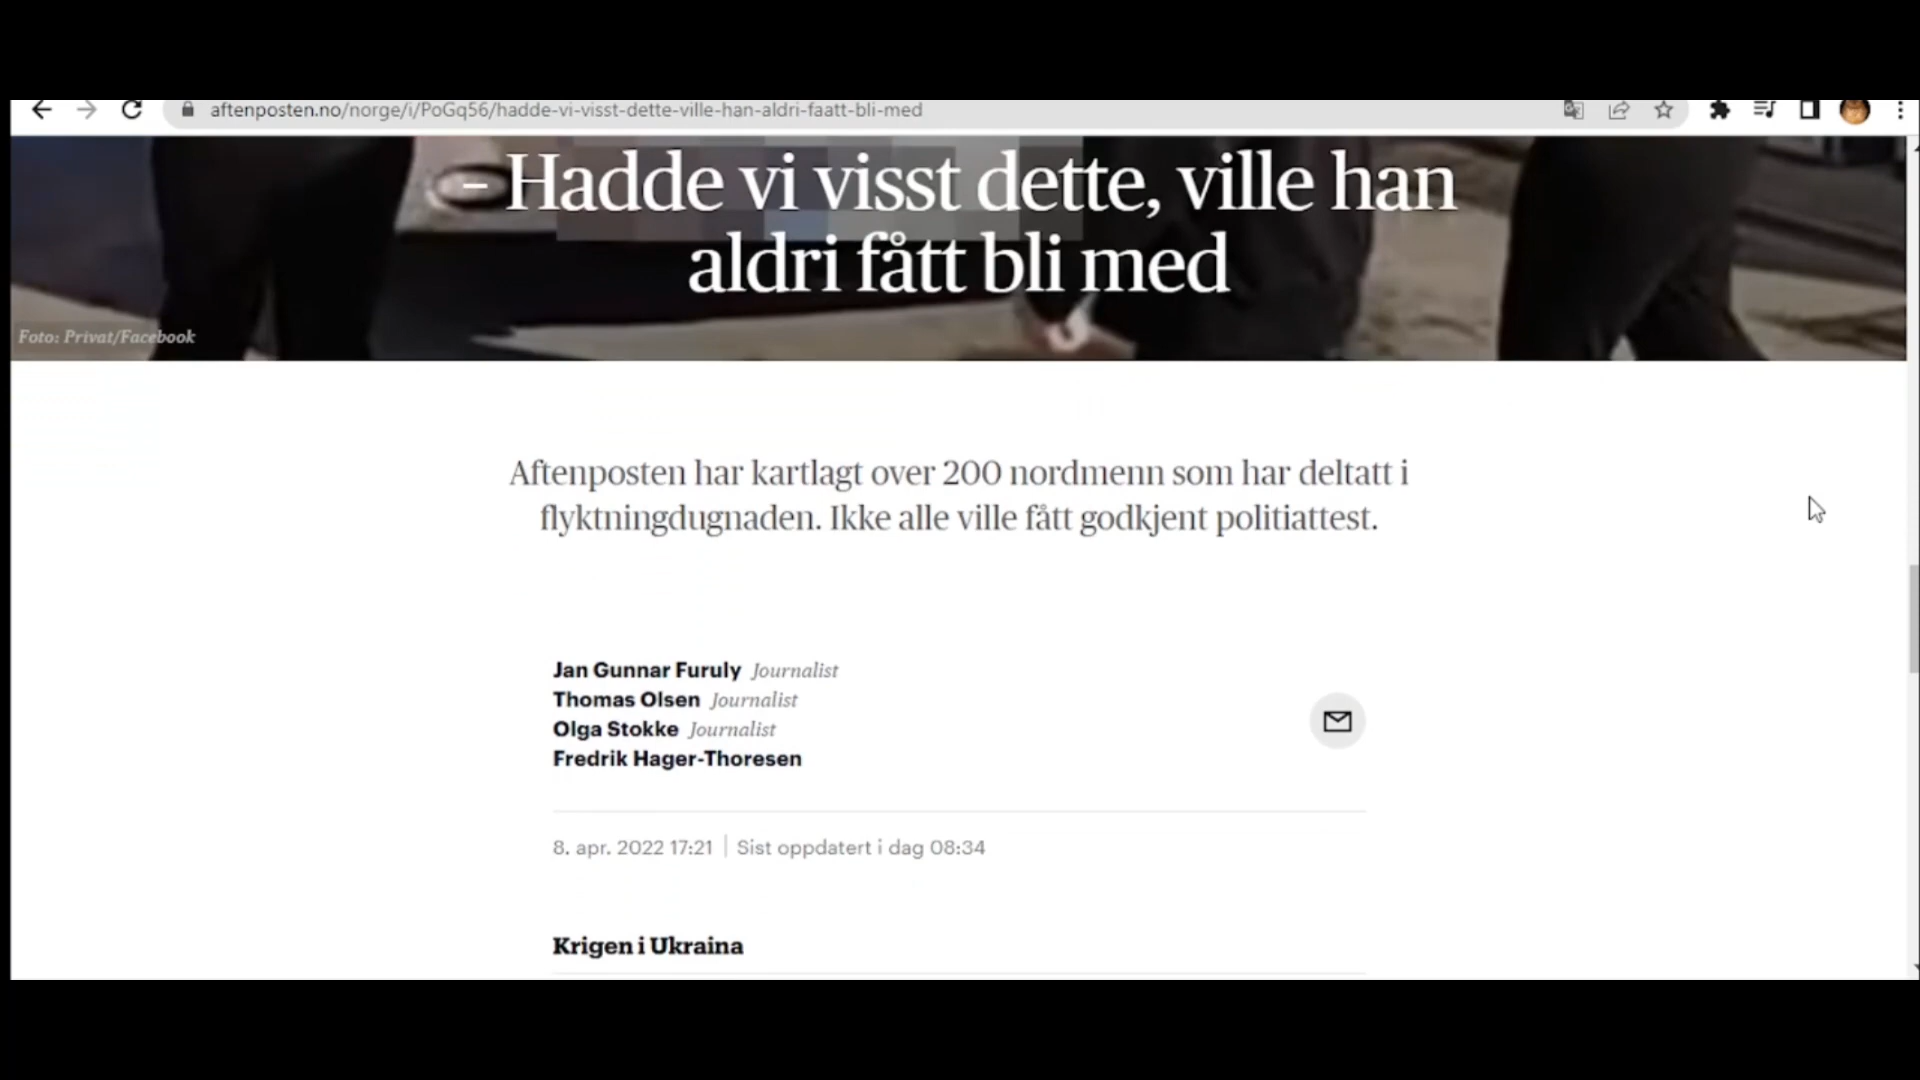 aftenposten.no/norge/i/PoGq56/hadde-vi-visst-dette-ville-han-aldri-faatt-bli-med
– Hadde vi visst dette, ville han
aldri fått bli med
Foto: Privat/Facebook
Aftenposten har kartlagt over 200 nordmenn som har deltatt i
flyktningdugnaden. Ikke alle ville fått godkjent politiattest.
Jan Gunnar Furuly Journalist
Thomas Olsen Journalist
Olga Stokke Journalist
Fredrik Hager-Thoresen
8. apr. 2022 17:21 | Sist oppdatert i dag 08:34
Krigen i Ukraina